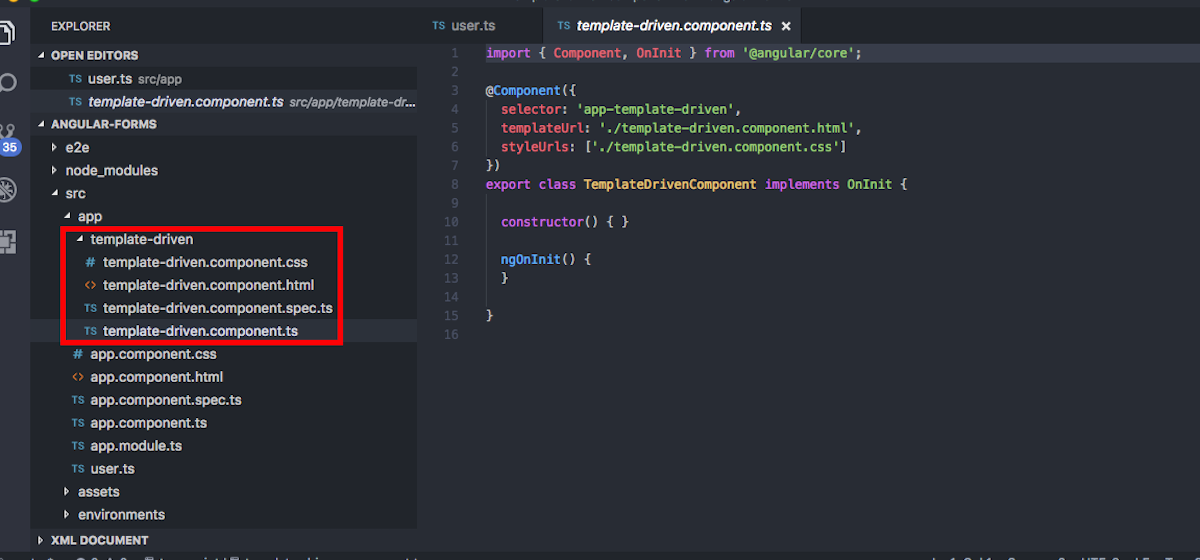 EXPLORER
OPEN EDITORS
TS user.ts src/app
TS template-driven.component.ts src/app/template-dr...
ANGULAR-FORMS
35
e2e
node_modules
src
app
template-driven
# template-driven.component.css
<> template-driven.component.html
TS template-driven.component.spec.ts
TS template-driven.component.ts
# app.component.css
<> app.component.html
TS app.component.spec.ts
TS app.component.ts
TS app.module.ts
TS user.ts
assets
environments
XML DOCUMENT
TS user.ts
TS template-driven.component.ts ×
1 import { Component, OnInit } from '@angular/core';
2
3 @Component({
4 selector: 'app-template-driven',
5 templateUrl: './template-driven.component.html',
6 styleUrls: ['./template-driven.component.css']
7 })
8 export class TemplateDrivenComponent implements OnInit {
9
10 constructor() { }
11
12 ngOnInit() {
13 }
14
15 }
16